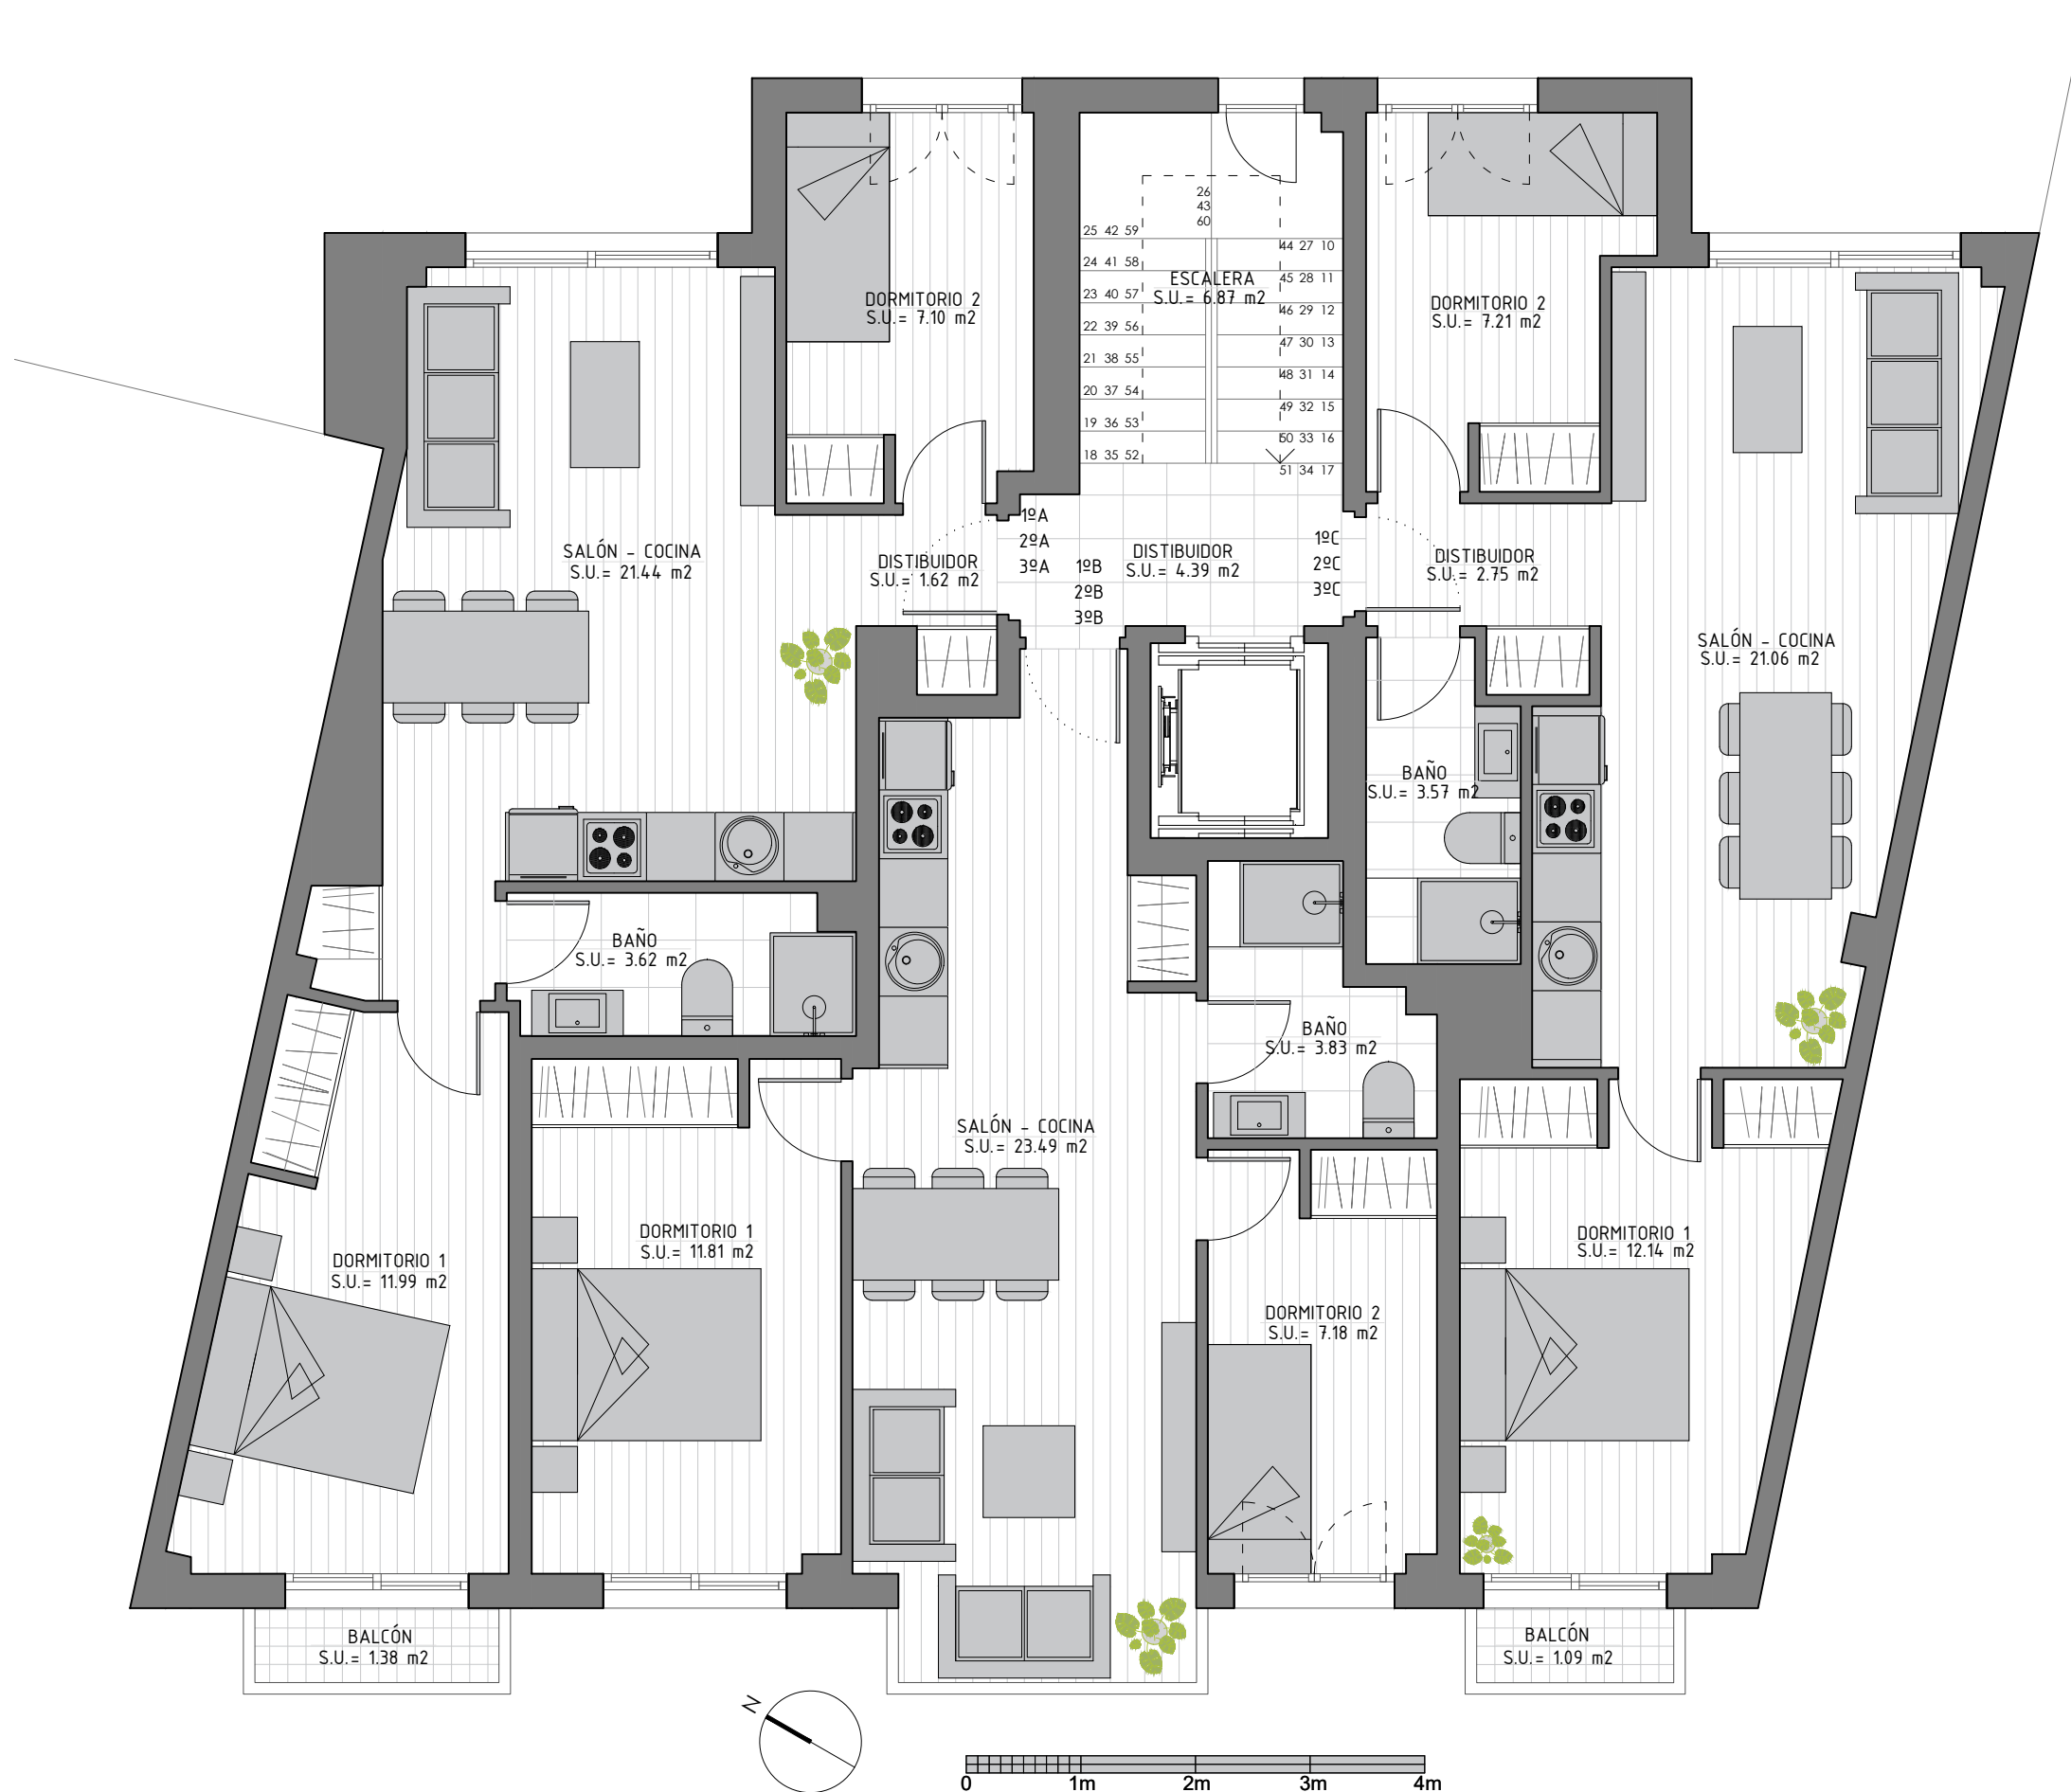 26
43
60
25 42 59
24 41 58
23 40 57
22 39 56
21 38 55
20 37 54
19 36 53
18 35 52
44 27 10
45 28 11
46 29 12
47 30 13
48 31 14
49 32 15
50 33 16
51 34 17
ESCALERA
S.U.= 6.87 m2
DORMITORIO 2
S.U.= 7.10 m2
DORMITORIO 2
S.U.= 7.21 m2
SALÓN - COCINA
S.U.= 21.44 m2
DISTIBUIDOR
S.U.= 1.62 m2
1ºA
2ºA
3ºA
1ºB
2ºB
3ºB
DISTIBUIDOR
S.U.= 4.39 m2
1ºC
2ºC
3ºC
DISTIBUIDOR
S.U.= 2.75 m2
SALÓN - COCINA
S.U.= 21.06 m2
BAÑO
S.U.= 3.57 m2
BAÑO
S.U.= 3.62 m2
BAÑO
S.U.= 3.83 m2
SALÓN - COCINA
S.U.= 23.49 m2
DORMITORIO 1
S.U.= 11.99 m2
DORMITORIO 1
S.U.= 11.81 m2
DORMITORIO 2
S.U.= 7.18 m2
DORMITORIO 1
S.U.= 12.14 m2
BALCÓN
S.U.= 1.38 m2
BALCÓN
S.U.= 1.09 m2
N
0 1m 2m 3m 4m